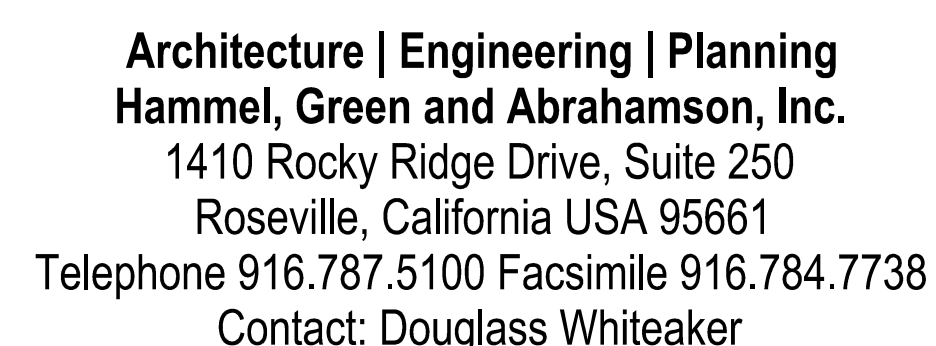 Architecture | Engineering | Planning
Hammel, Green and Abrahamson, Inc.
1410 Rocky Ridge Drive, Suite 250
Roseville, California USA 95661
Telephone 916.787.5100 Facsimile 916.784.7738
Contact: Douglass Whiteaker